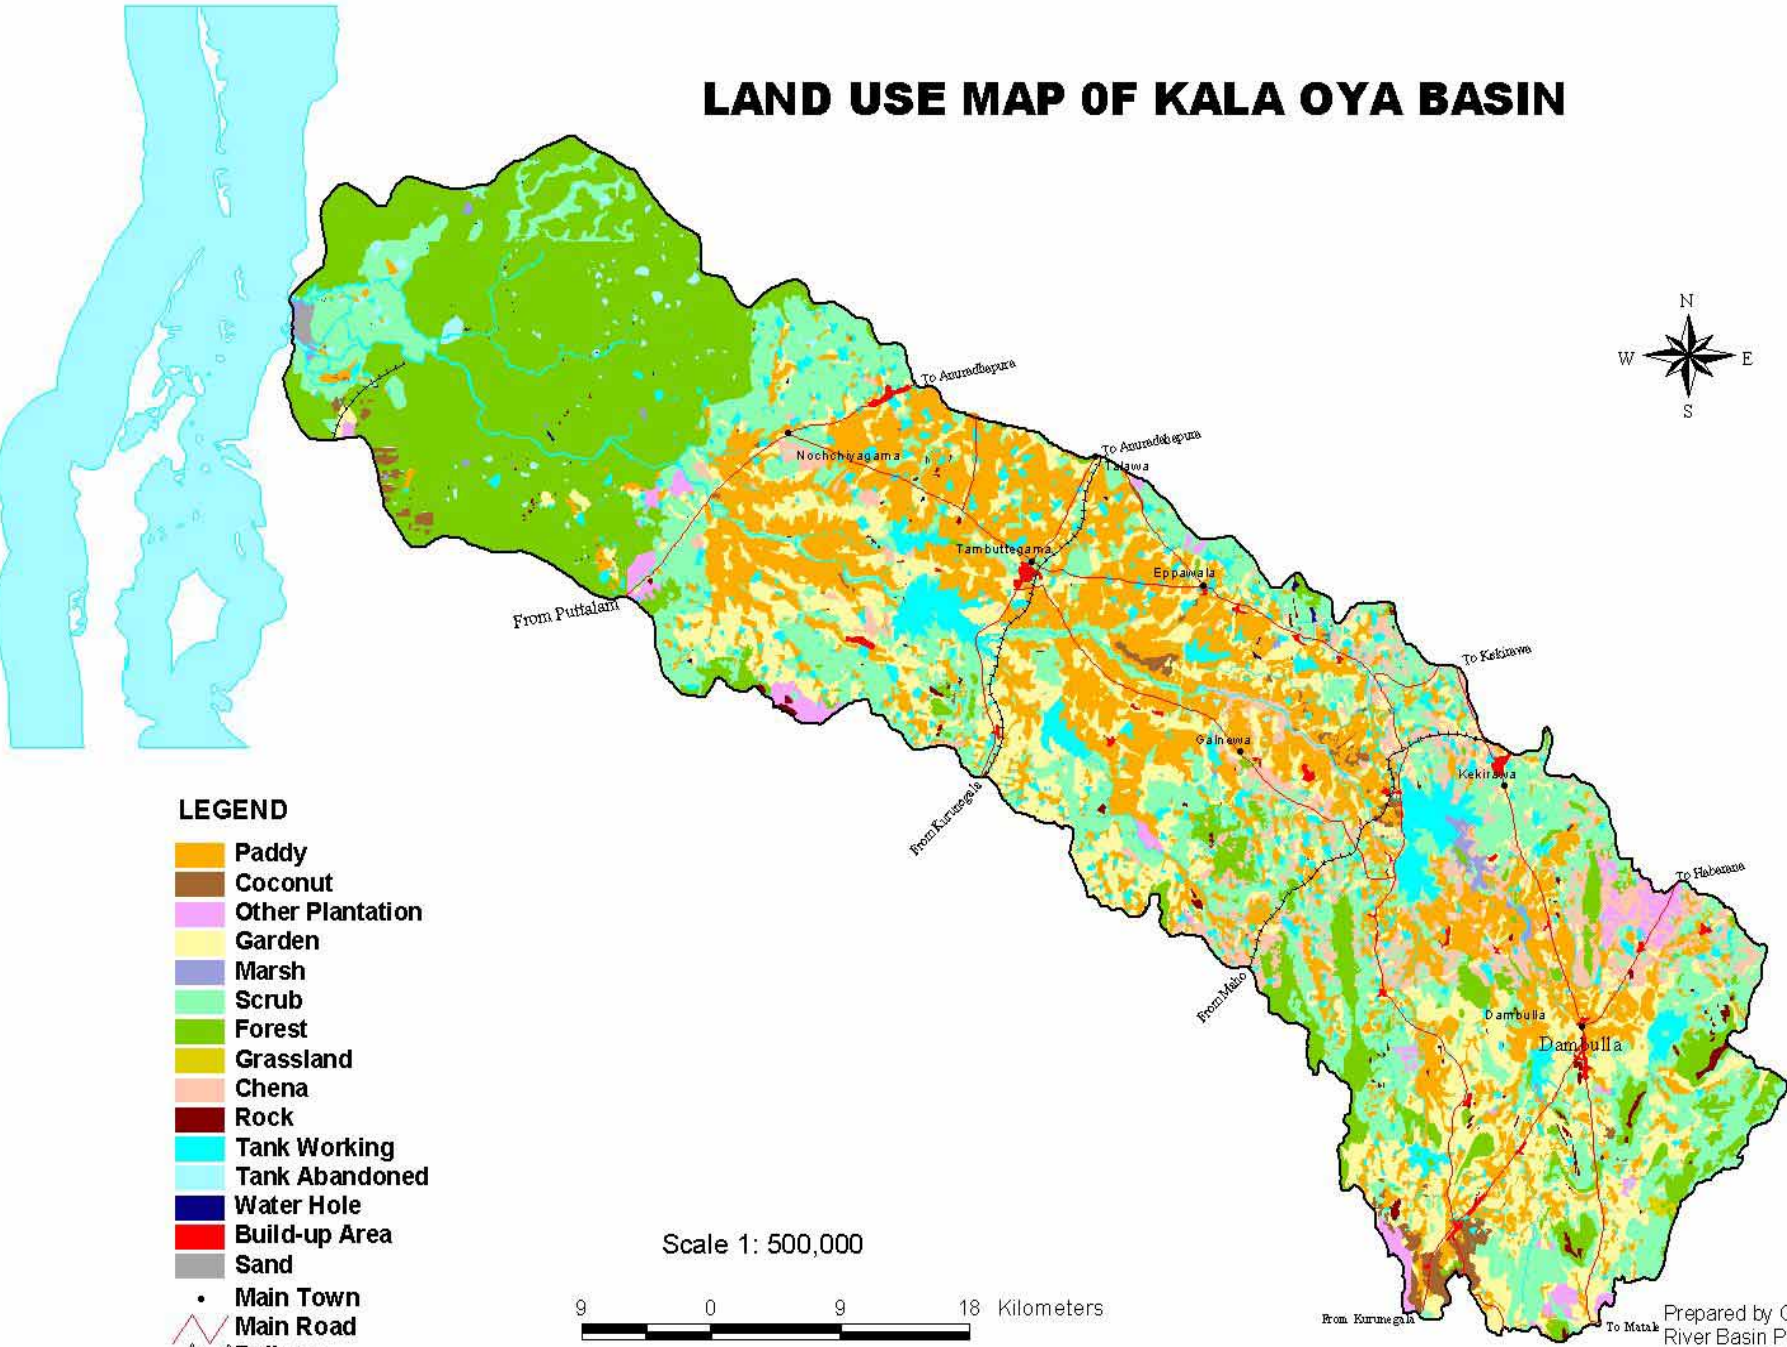 LAND USE MAP 0F KALA OYA BASIN
N
W E
S
To Anuradhapura
To Anuradahapura
Talawa
Nochchiyagama
Tambuttegama
Eppawala
From Puttalam
To Kekirawa
Galnewa
Kekirawa
From Kurunegala
To Habarana
From Maho
Dambulla
Dambulla
LEGEND
Paddy
Coconut
Other Plantation
Garden
Marsh
Scrub
Forest
Grassland
Chena
Rock
Tank Working
Tank Abandoned
Water Hole
Build-up Area
Sand
Main Town
Main Road
Scale 1: 500,000
9 0 9 18 Kilometers
From Kurunegala
To Matale
Prepared by
River Basin